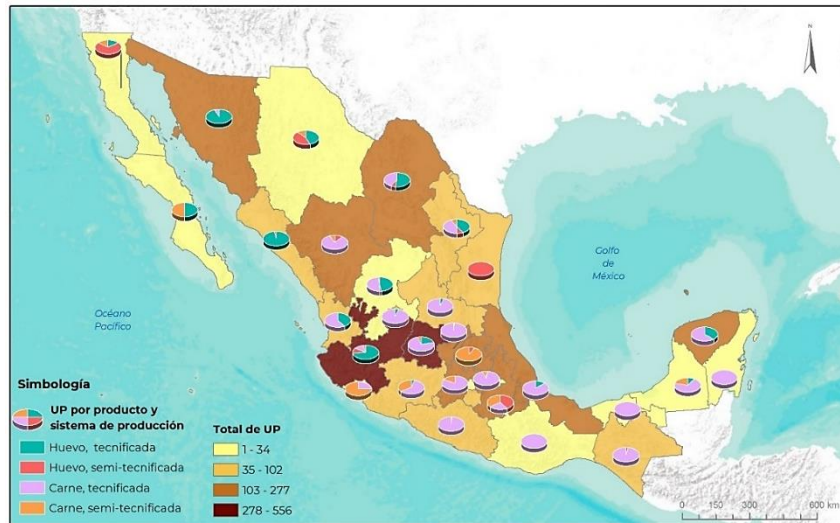 N
Golfo
de
México
Océano
Pacífico
Simbología
UP por producto y
sistema de producción
Huevo, tecnificada
Huevo, semi-tecnificada
Carne, tecnificada
Carne, semi-tecnificada
Total de UP
1 - 34
35 - 102
103 - 277
278 - 556
0 150 300 600 km